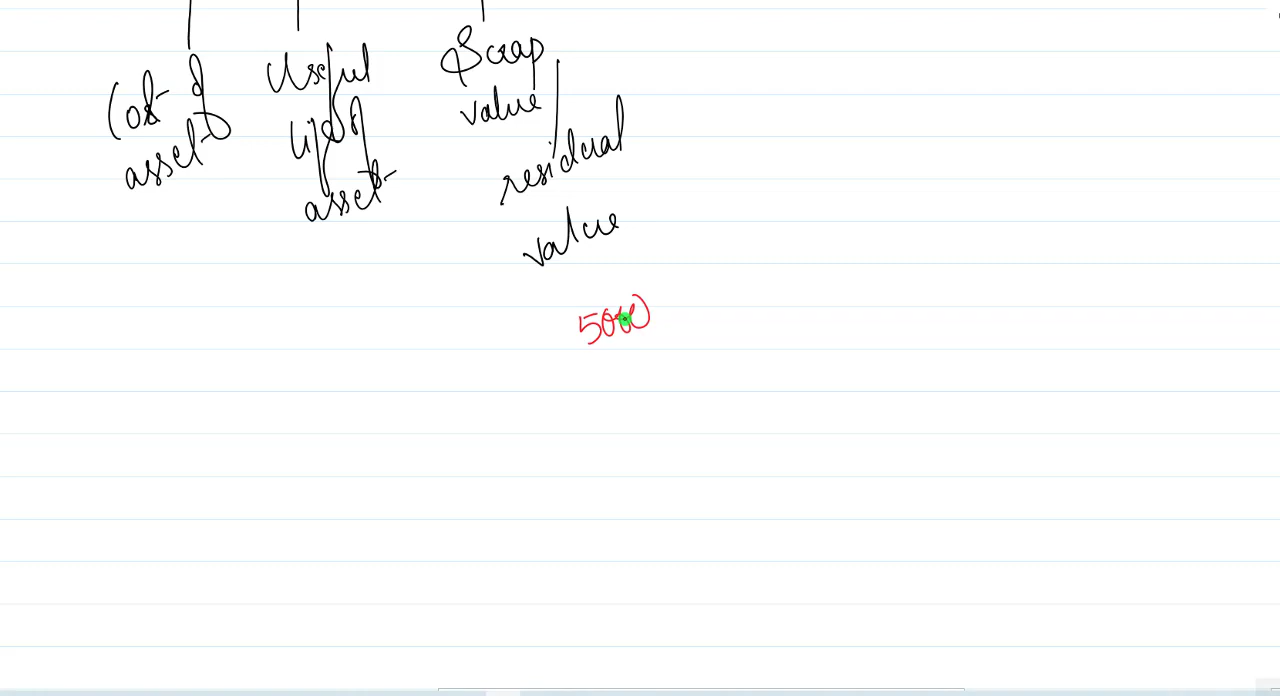 Cost of
asset
Useful
life of
asset
Scrap
value /
residual
value
5000